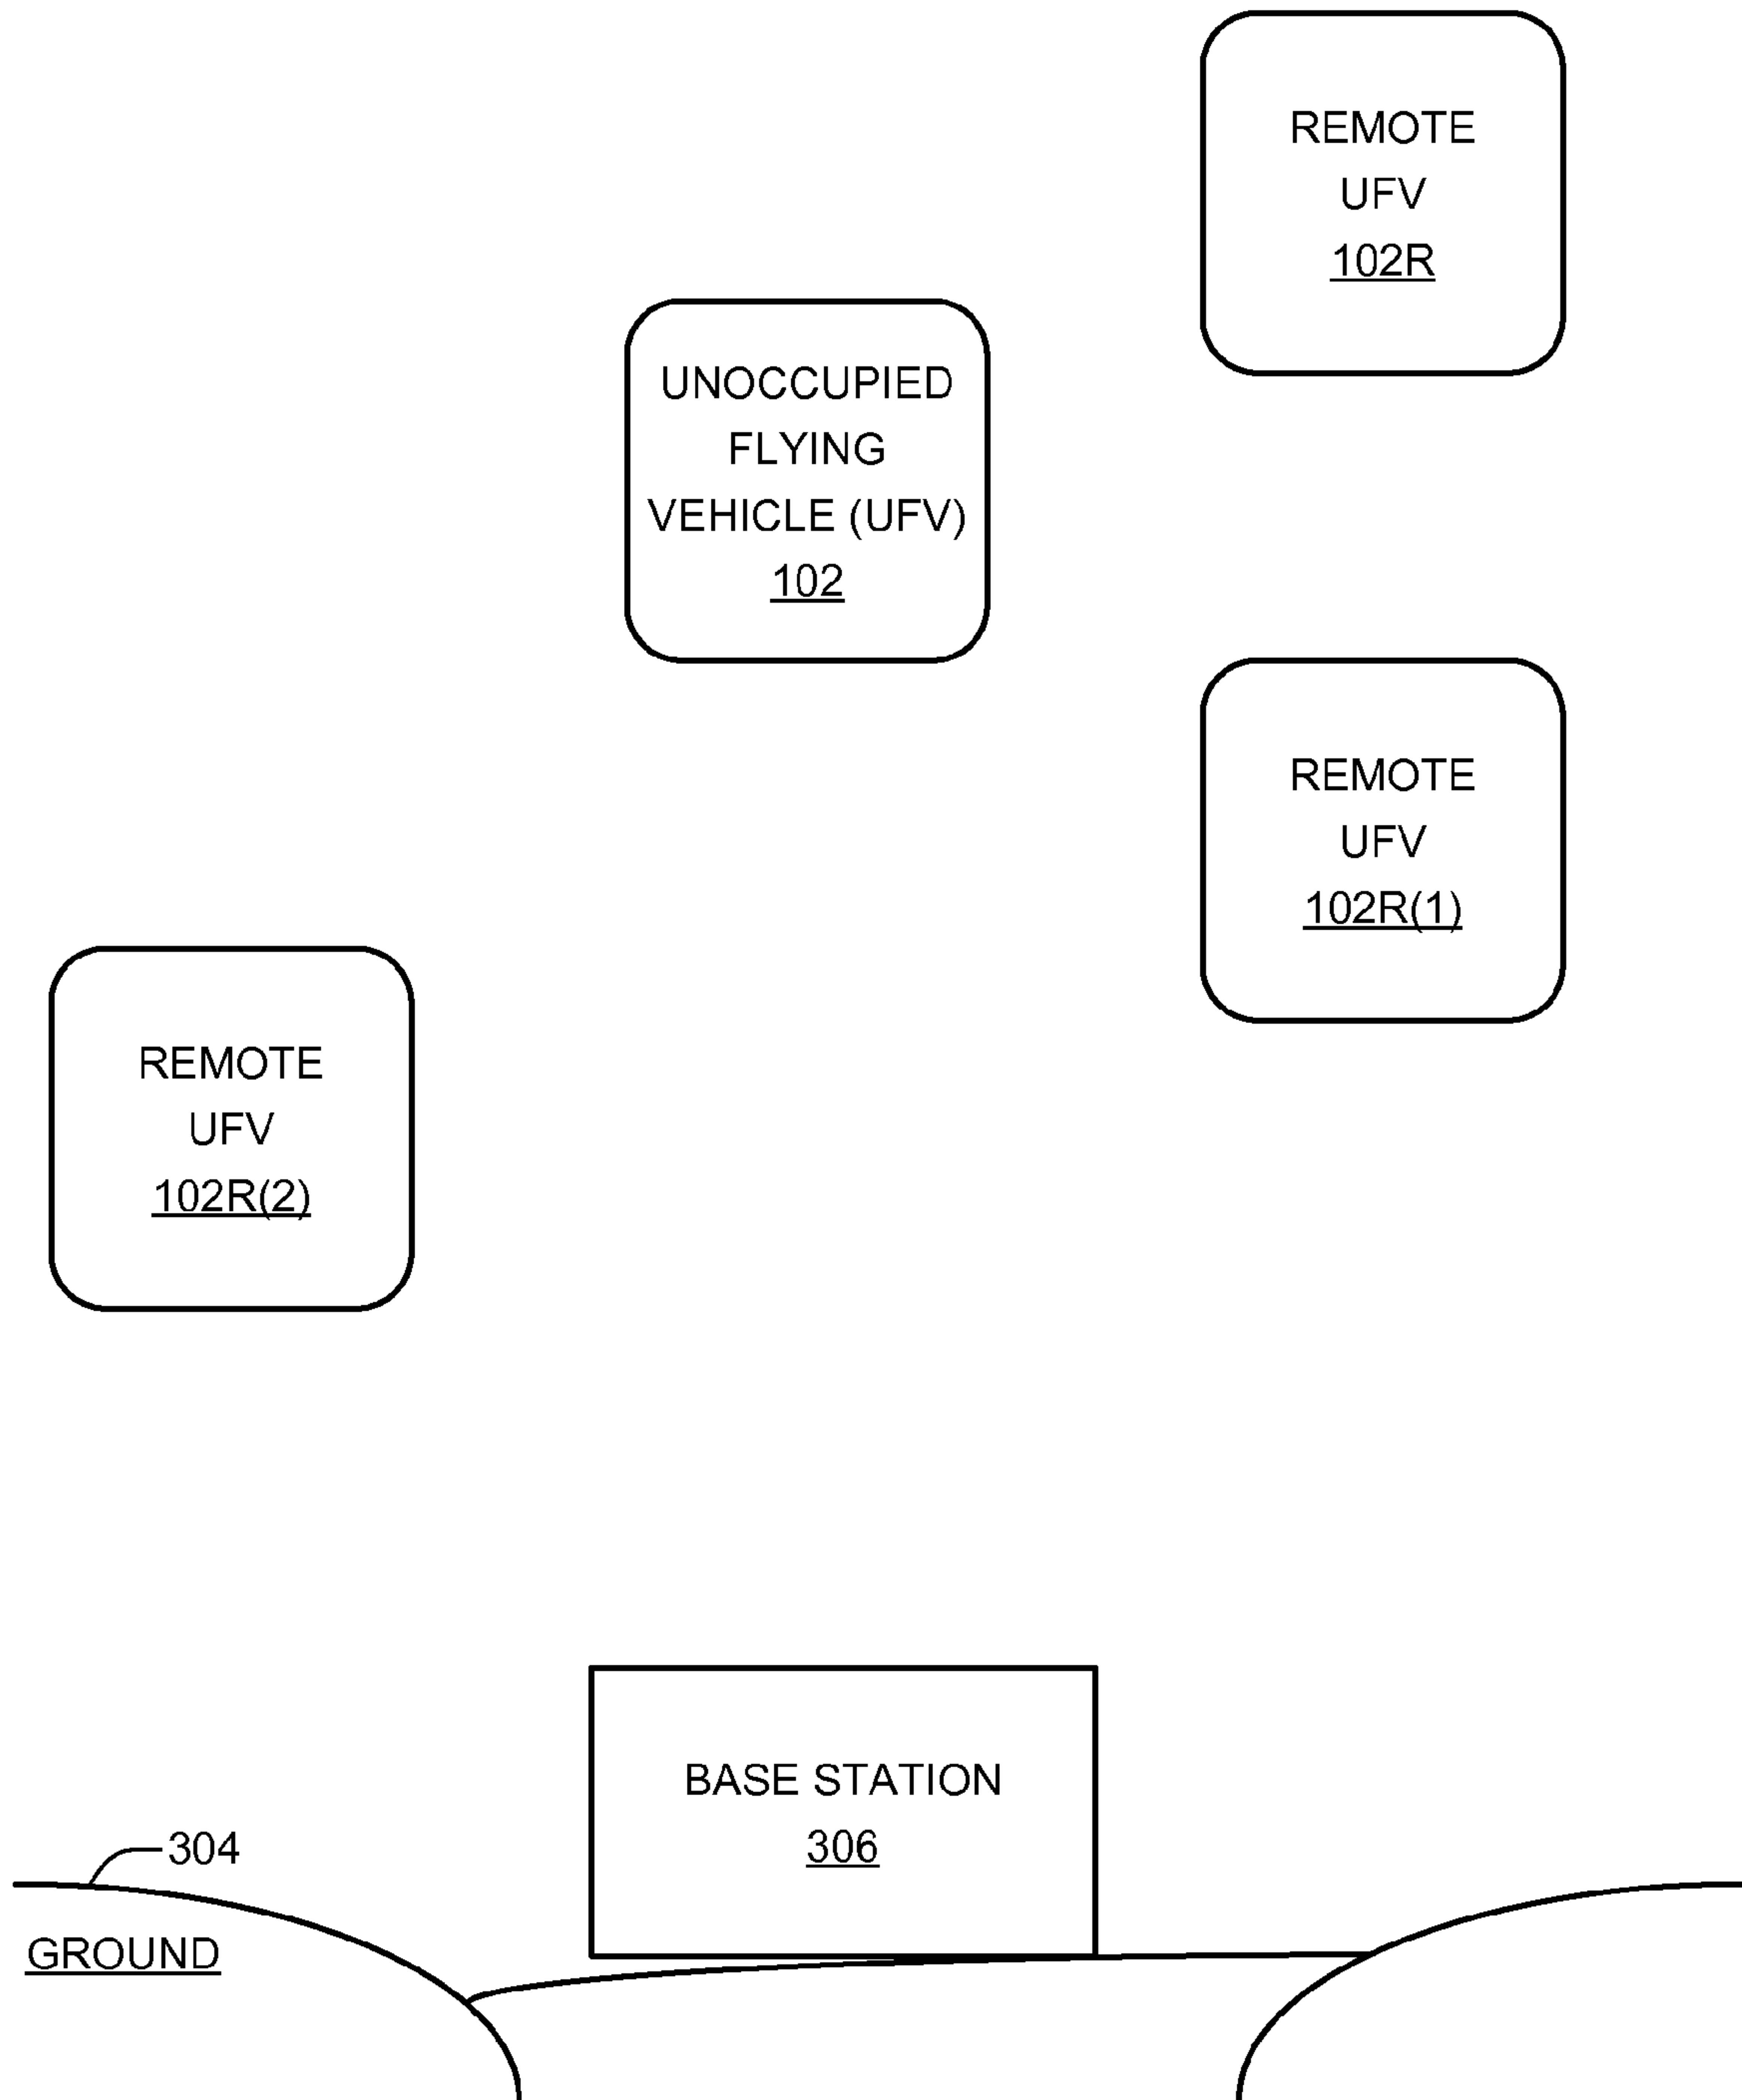 REMOTE
UFV
102R
UNOCCUPIED
FLYING
VEHICLE (UFV)
102
REMOTE
UFV
102R(1)
REMOTE
UFV
102R(2)
BASE STATION
306
304
GROUND